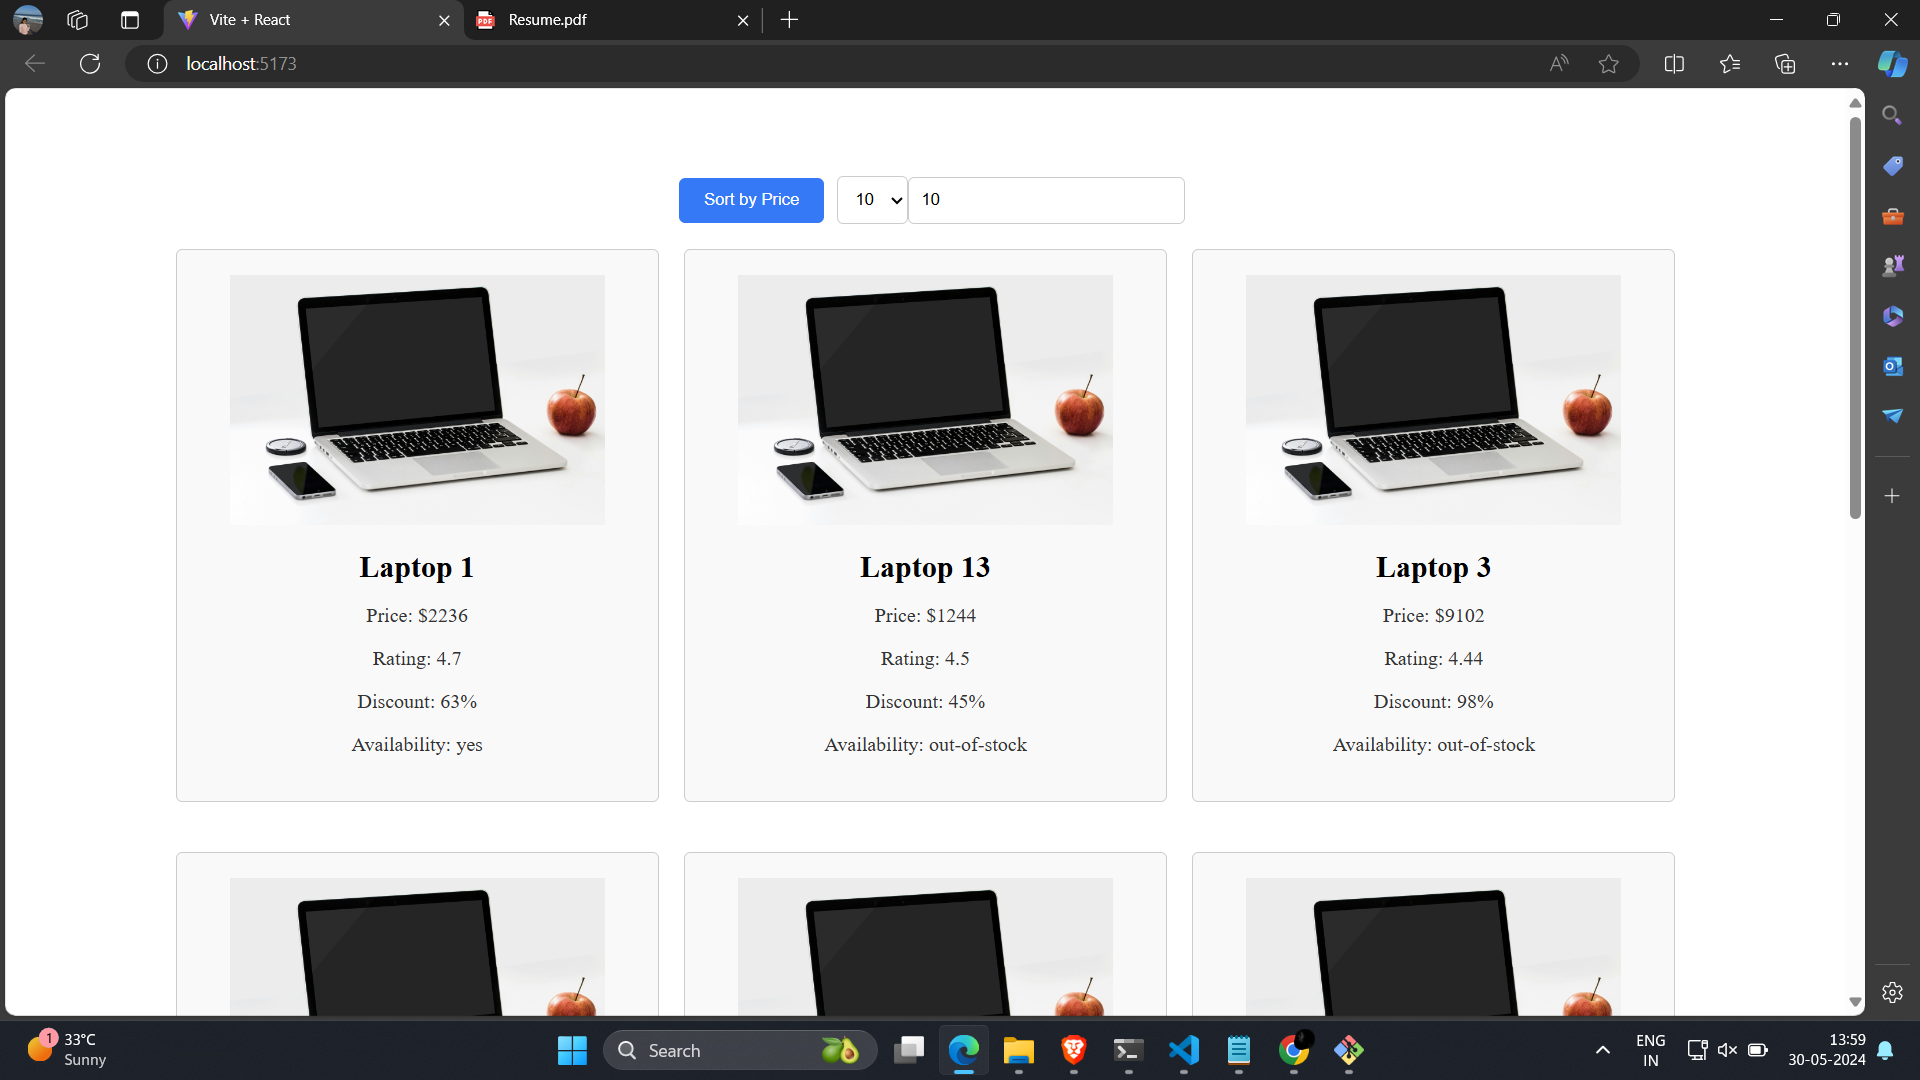 Vite + React
PDF
Resume.pdf
localhost:5173
Sort by Price
10
10
Laptop 1
Price: $2236
Rating: 4.7
Discount: 63%
Availability: yes
Laptop 13
Price: $1244
Rating: 4.5
Discount: 45%
Availability: out-of-stock
Laptop 3
Price: $9102
Rating: 4.44
Discount: 98%
Availability: out-of-stock
1
33°C
Sunny
Search
ENG
IN
13:59
30-05-2024